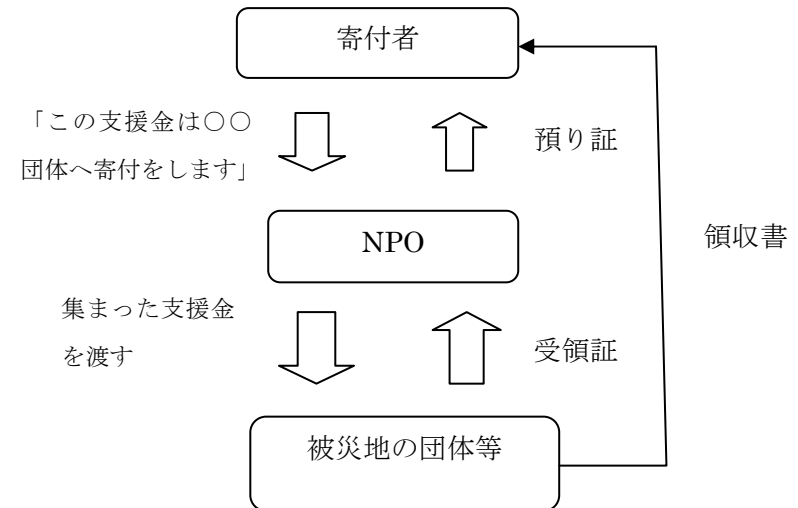 寄付者
「この支援金は〇〇
団体へ寄付をします」
預り証
NPO
領収書
集まった支援金
を渡す
受領証
被災地の団体等